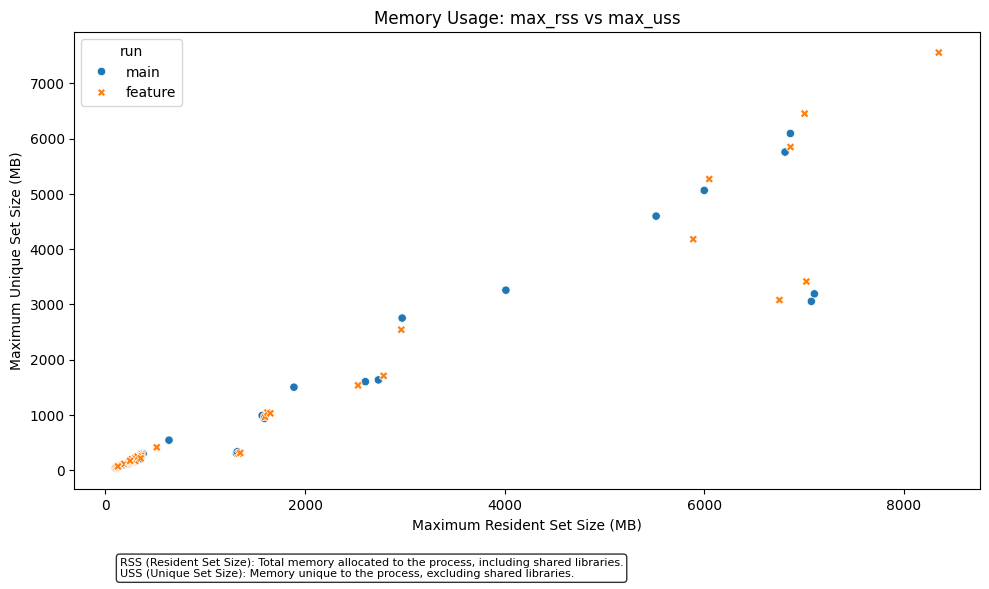 Memory Usage: max_rss vs max_uss
run
main
feature
7000
6000
5000
4000
3000
2000
1000
0
Maximum Unique Set Size (MB)
0 2000 4000 6000 8000
Maximum Resident Set Size (MB)
RSS (Resident Set Size): Total memory allocated to the process, including shared libraries.
USS (Unique Set Size): Memory unique to the process, excluding shared libraries.